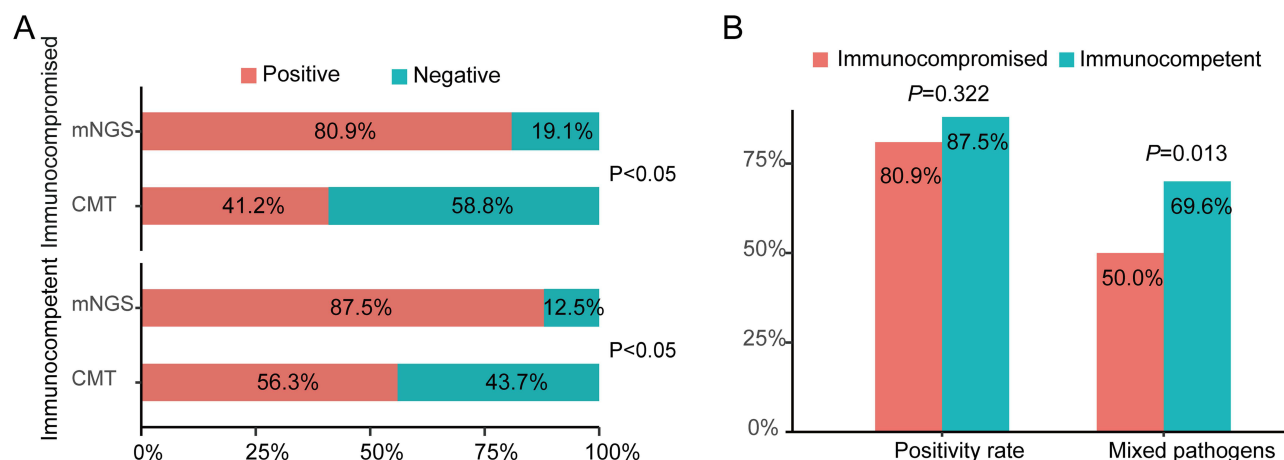 A
Immunocompromised
Positive Negative
mNGS
80.9% 19.1%
P<0.05
CMT
41.2% 58.8%
Immunocompetent
mNGS
87.5% 12.5%
P<0.05
CMT
56.3% 43.7%
0% 25% 50% 75% 100%
B
Immunocompromised Immunocompetent
P=0.322
P=0.013
75%
50%
25%
0%
80.9% 87.5%
50.0% 69.6%
Positivity rate Mixed pathogens